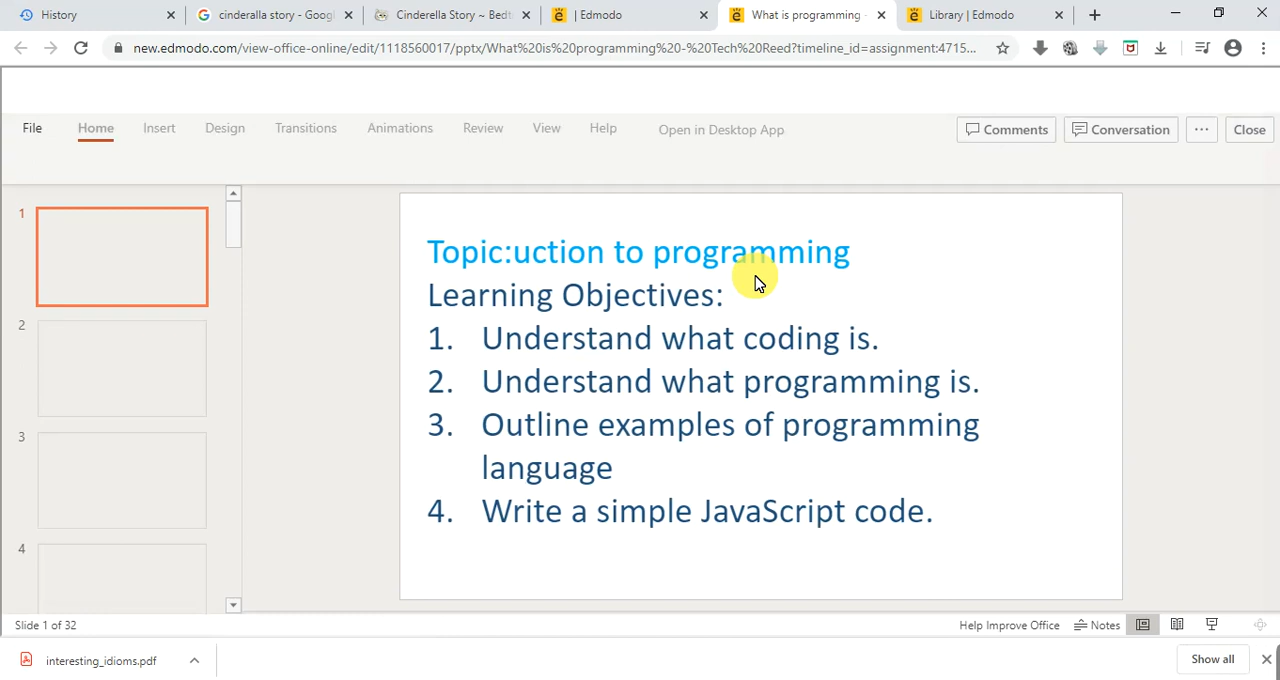 History
cinderalla story - Goog
Cinderella Story ~ Bedt
| Edmodo
What is programming -
Library | Edmodo
new.edmodo.com/view-office-online/edit/1118560017/pptx/What%20is%20programming%20-%20Tech%20Reed?timeline_id=assignment:4715...
File
Home
Insert
Design
Transitions
Animations
Review
View
Help
Open in Desktop App
Comments
Conversation
...
Close
1
2
3
4
Topic:uction to programming
Learning Objectives:
1. Understand what coding is.
2. Understand what programming is.
3. Outline examples of programming
language
4. Write a simple JavaScript code.
Slide 1 of 32
Help Improve Office
Notes
interesting_idioms.pdf
Show all